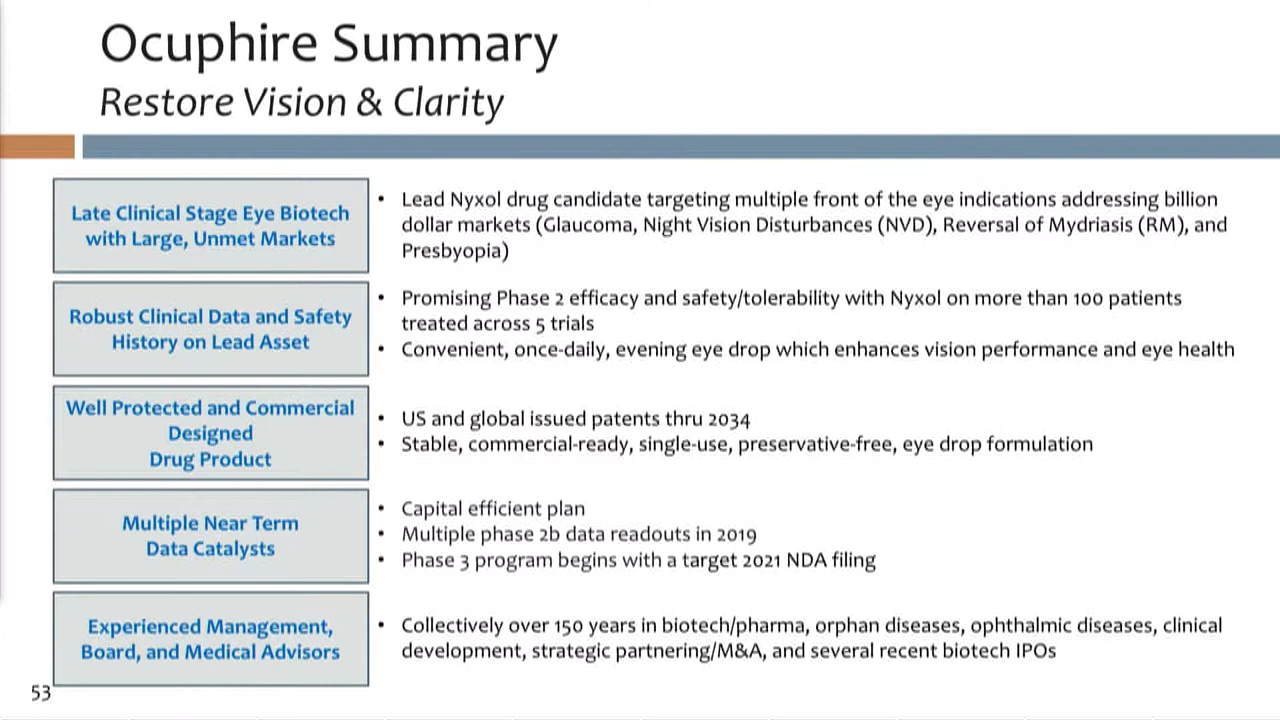 Ocuphire Summary
Restore Vision & Clarity
Late Clinical Stage Eye Biotech
with Large, Unmet Markets
• Lead Nyxol drug candidate targeting multiple front of the eye indications addressing billion
dollar markets (Glaucoma, Night Vision Disturbances (NVD), Reversal of Mydriasis (RM), and
Presbyopia)
Robust Clinical Data and Safety
History on Lead Asset
• Promising Phase 2 efficacy and safety/tolerability with Nyxol on more than 100 patients
treated across 5 trials
• Convenient, once-daily, evening eye drop which enhances vision performance and eye health
Well Protected and Commercial
Designed
Drug Product
• US and global issued patents thru 2034
• Stable, commercial-ready, single-use, preservative-free, eye drop formulation
Multiple Near Term
Data Catalysts
• Capital efficient plan
• Multiple phase 2b data readouts in 2019
• Phase 3 program begins with a target 2021 NDA filing
Experienced Management,
Board, and Medical Advisors
• Collectively over 150 years in biotech/pharma, orphan diseases, ophthalmic diseases, clinical
development, strategic partnering/M&A, and several recent biotech IPOs
53